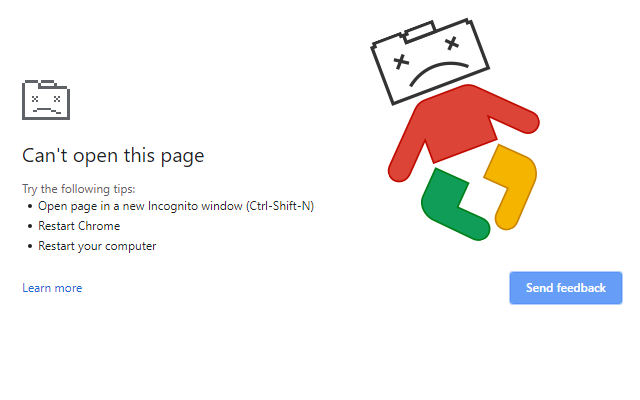 Can't open this page
Try the following tips:
• Open page in a new Incognito window (Ctrl-Shift-N)
• Restart Chrome
• Restart your computer
Learn more
Send feedback